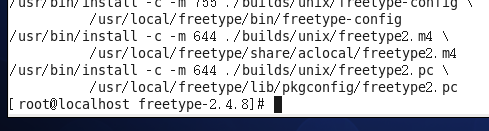 /usr/bin/install -c -m 755 ./builds/unix/freetype-config \
/usr/local/freetype/bin/freetype-config
/usr/bin/install -c -m 644 ./builds/unix/freetype2.m4 \
/usr/local/freetype/share/aclocal/freetype2.m4
/usr/bin/install -c -m 644 ./builds/unix/freetype2.pc \
/usr/local/freetype/lib/pkgconfig/freetype2.pc
[root@localhost freetype-2.4.8]#